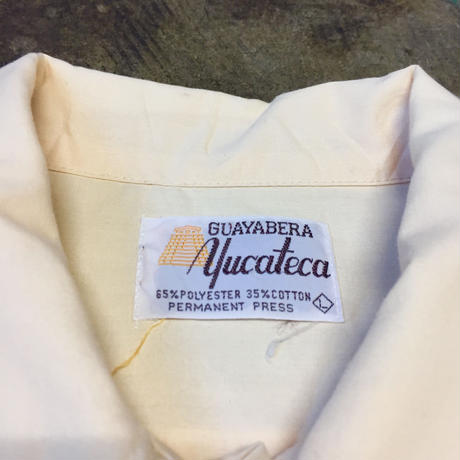 GUAYABERA
Yucateca
65% POLYESTER 35% COTTON
PERMANENT PRESS